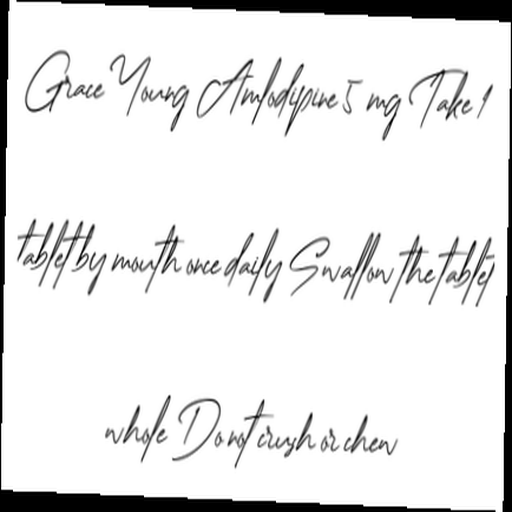 Grace Young Amlodipine 5 mg Take 1
tablet by mouth once daily Swallow the tablet
whole Do not crush or chew